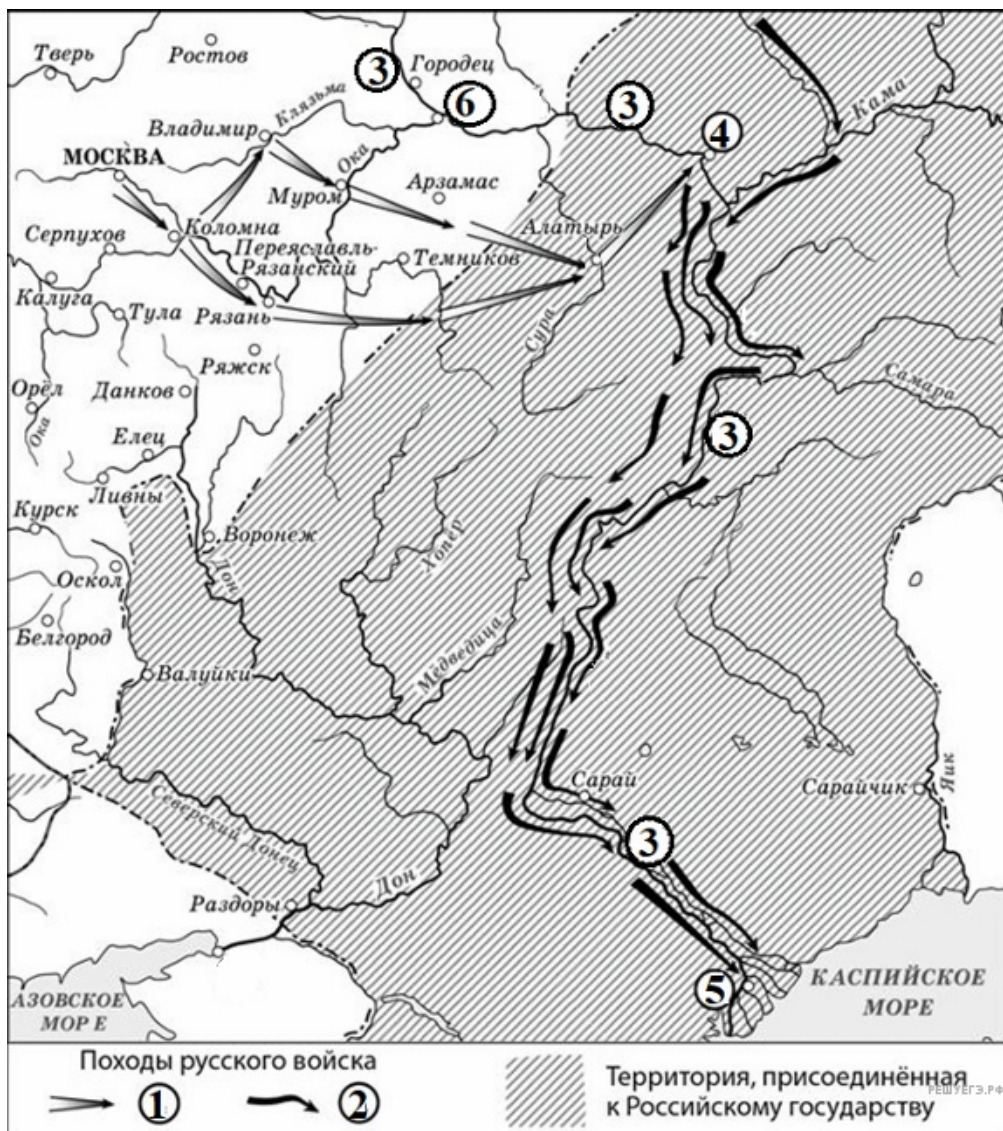 Тверь
Ростов
3
Городец
6
3
4
Кама
Клязьма
Владимир
МОСКВА
Ока
Муром
Арзамас
Серпухов
Коломна
Переяславль-
Рязанский
Темников
Алатырь
Калуга
Тула
Рязань
Сура
Ряжск
Орёл
Ока
Данков
Самара
Елец
3
Ливны
Курск
Воронеж
Хопёр
Оскол
Дон
Белгород
Медведица
Валуйки
Сарай
Сарайчик
Яик
Северский Донец
3
Дон
Раздоры
5
КАСПИЙСКОЕ
МОРЕ
АЗОВСКОЕ
МОРЕ
Походы русского войска
1
2
Территория, присоединённая
к Российскому государству
РЕШУЕГЭ.РФ